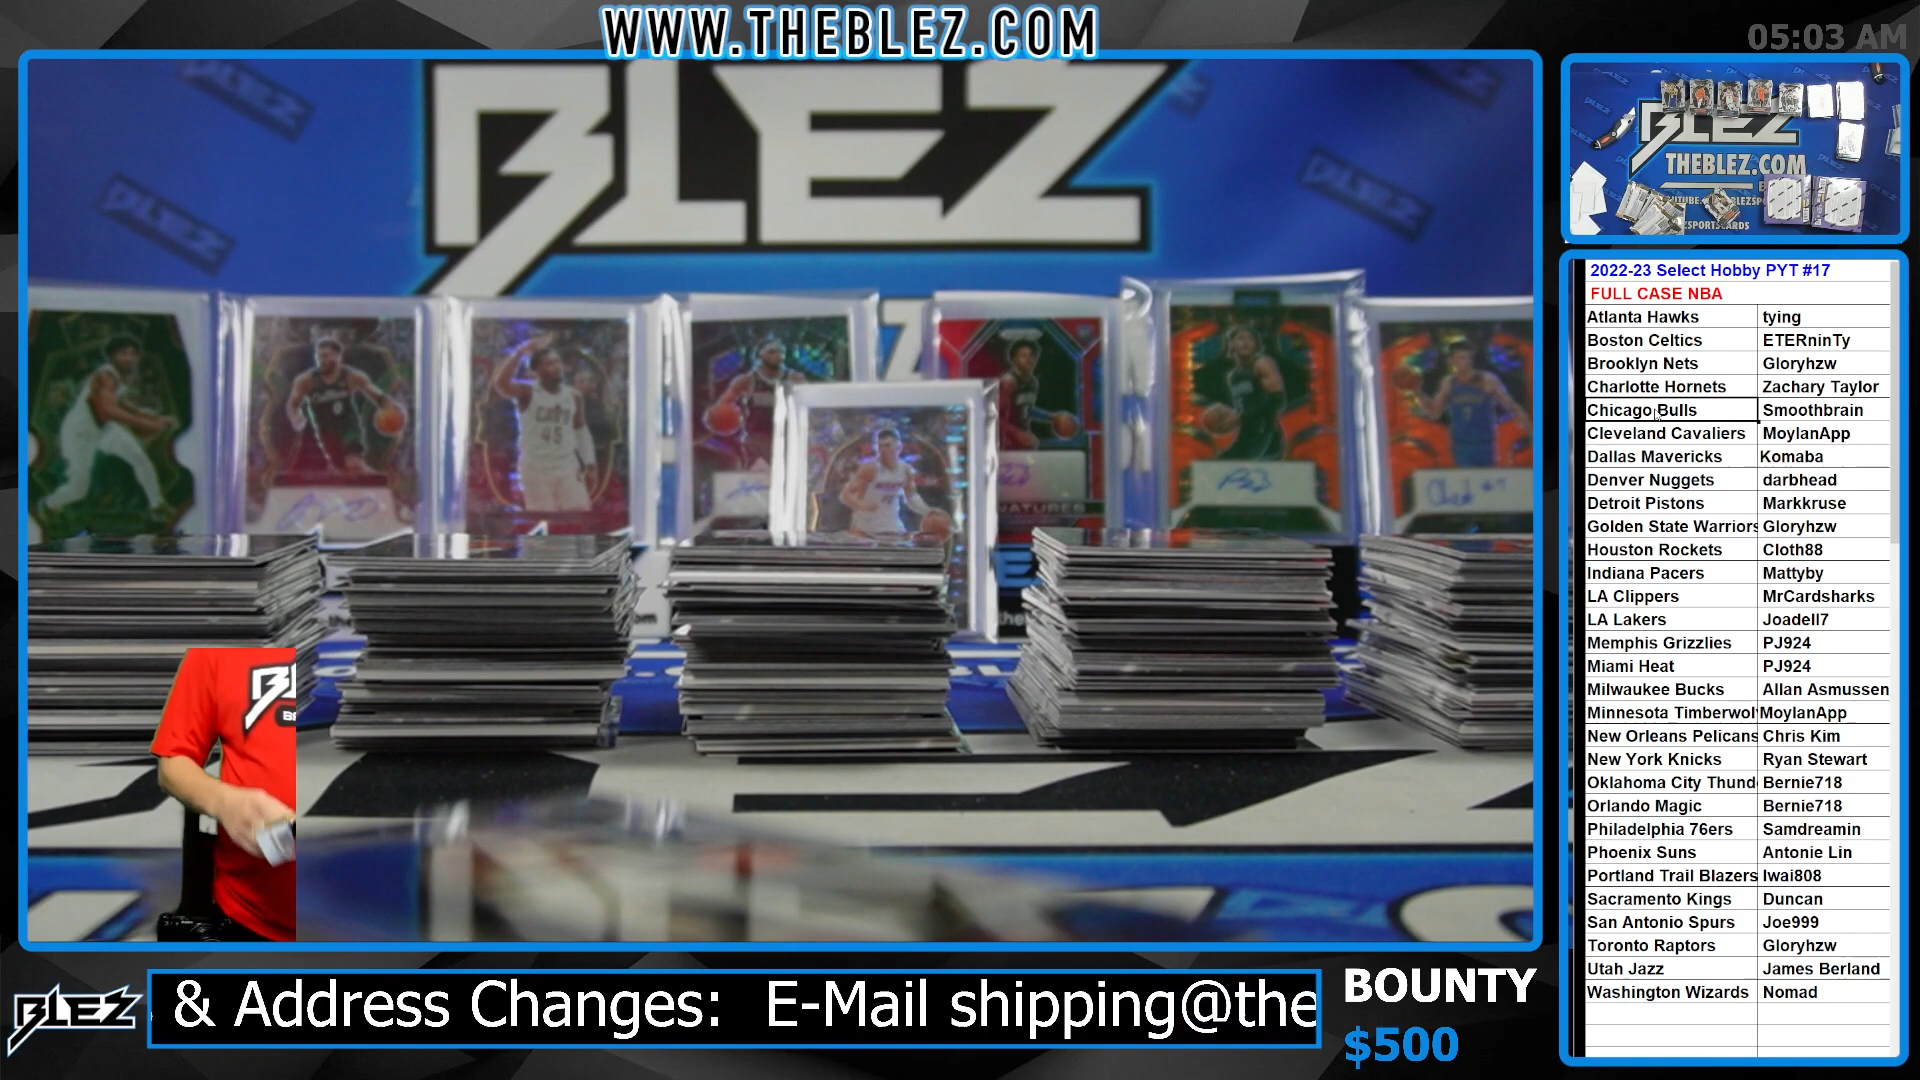 WWW.THEBLEZ.COM
05:03 AM
BLEZ
BLEZ
THEBLEZ.COM
2022-23 Select Hobby PYT #17
FULL CASE NBA
Atlanta Hawks tying
Boston Celtics ETERninTy
Brooklyn Nets Gloryhzw
Charlotte Hornets Zachary Taylor
Chicago Bulls Smoothbrain
Cleveland Cavaliers MoylanApp
Dallas Mavericks Komaba
Denver Nuggets darbhead
Detroit Pistons Markkruse
Golden State Warriors Gloryhzw
Houston Rockets Cloth88
Indiana Pacers Mattyby
LA Clippers MrCardsharks
LA Lakers Joadell7
Memphis Grizzlies PJ924
Miami Heat PJ924
Milwaukee Bucks Allan Asmussen
Minnesota Timberwol MoylanApp
New Orleans Pelicans Chris Kim
New York Knicks Ryan Stewart
Oklahoma City Thund Bernie718
Orlando Magic Bernie718
Philadelphia 76ers Samdreamin
Phoenix Suns Antonie Lin
Portland Trail Blazers Iwai808
Sacramento Kings Duncan
San Antonio Spurs Joe999
Toronto Raptors Gloryhzw
Utah Jazz James Berland
Washington Wizards Nomad
BLEZ
& Address Changes: E-Mail shipping@the
BOUNTY
$500